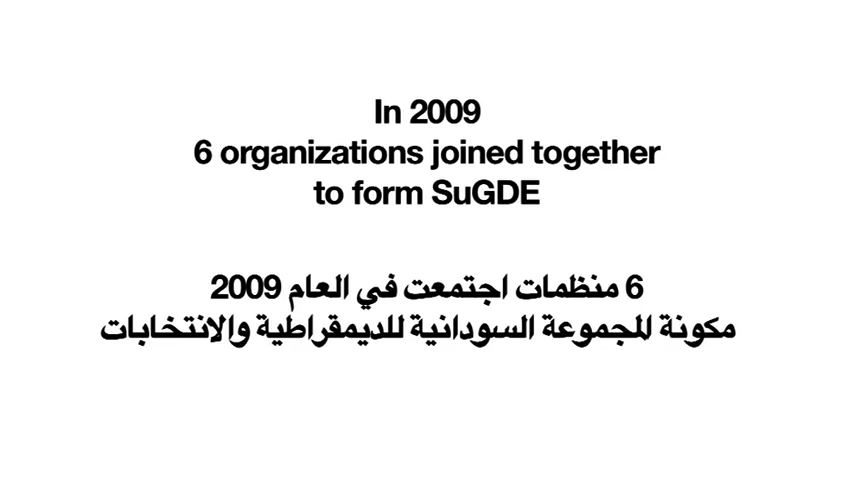 In 2009
6 organizations joined together
to form SuGDE
6 منظمات اجتمعت في العام 2009
مكونة المجموعة السودانية للديمقراطية والانتخابات